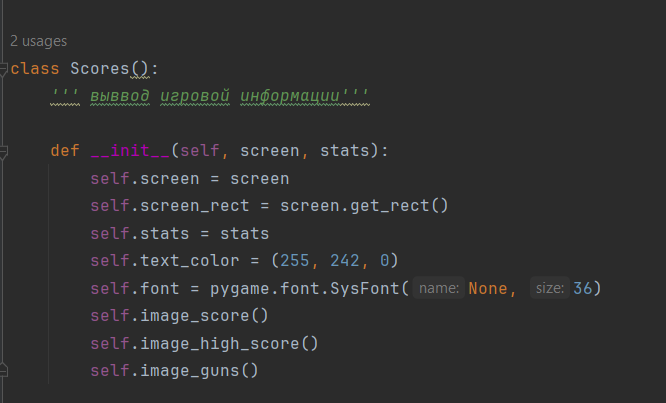 2 usages
class Scores():
''' выввод игровой информации'''
def __init__(self, screen, stats):
self.screen = screen
self.screen_rect = screen.get_rect()
self.stats = stats
self.text_color = (255, 242, 0)
self.font = pygame.font.SysFont( name: None, size: 36)
self.image_score()
self.image_high_score()
self.image_guns()